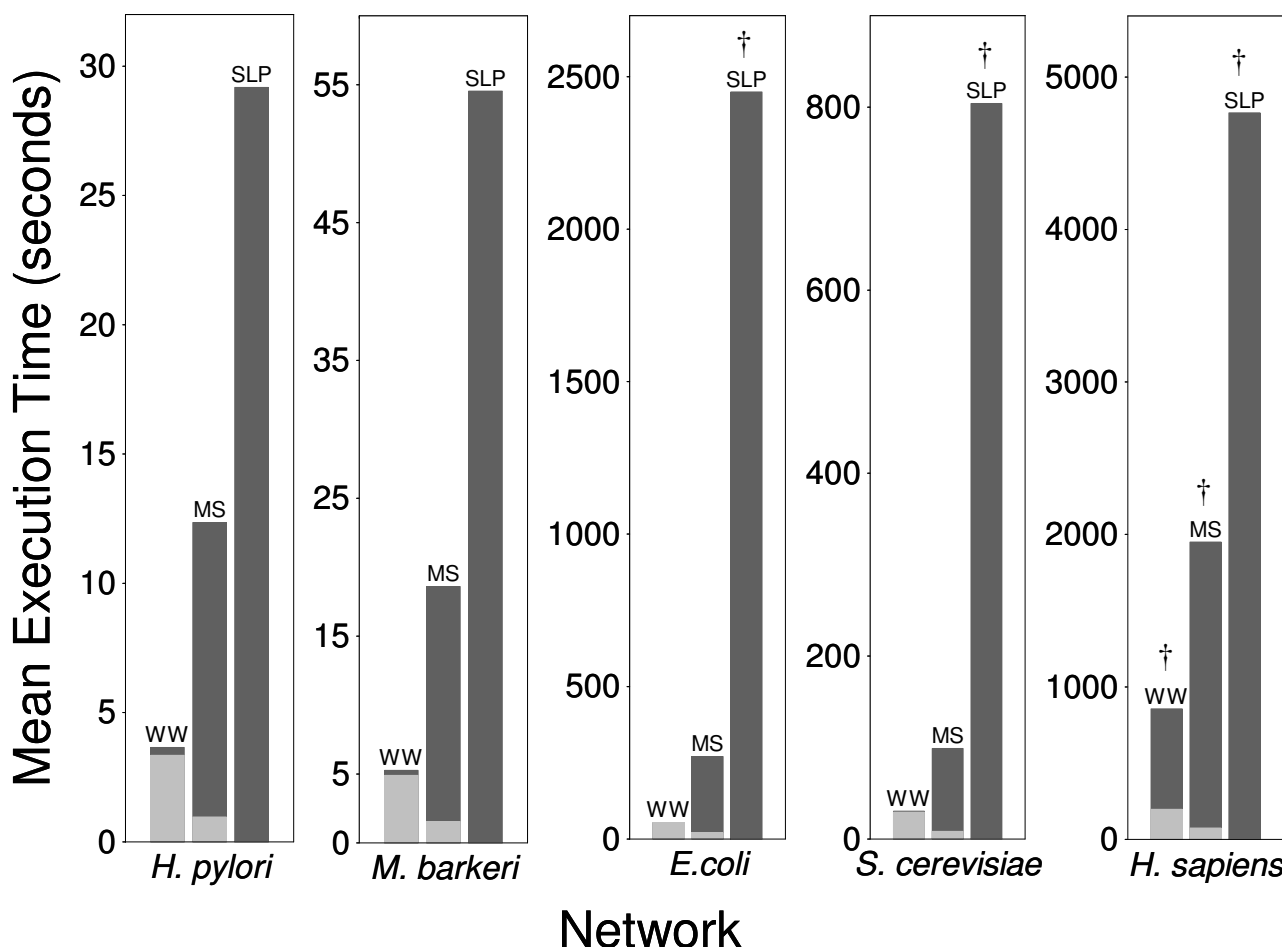 Mean Execution Time (seconds)
30
25
20
15
10
5
0
SLP
MS
WW
H. pylori
55
45
35
25
15
5
0
SLP
MS
WW
M. barkeri
2500
2000
1500
1000
500
0
†
SLP
MS
WW
E.coli
800
600
400
200
0
†
SLP
MS
WW
S. cerevisiae
5000
4000
3000
2000
1000
0
†
SLP
†
MS
†
WW
H. sapiens
Network